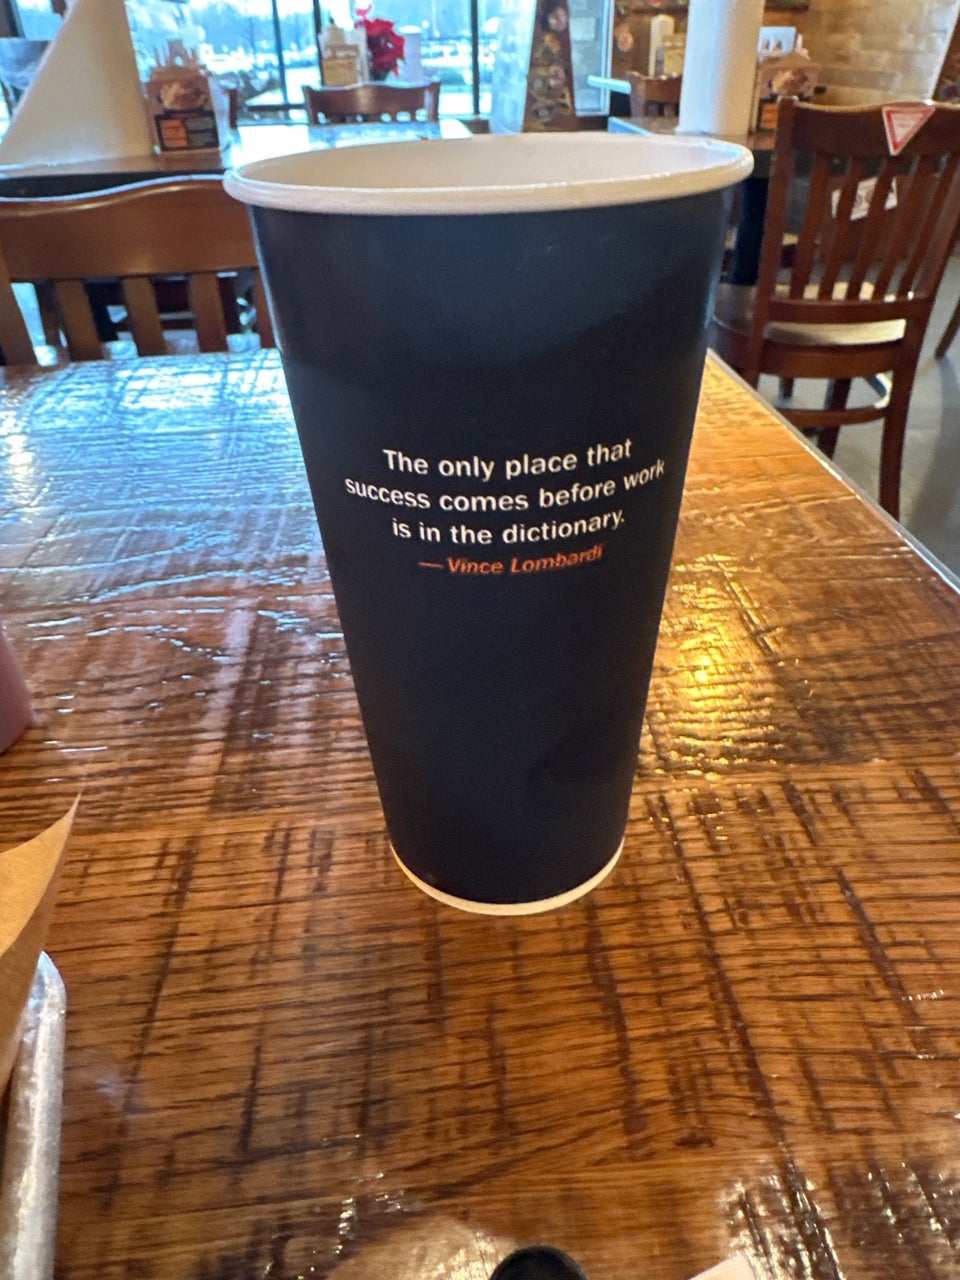 The only place that
success comes before work
is in the dictionary.
— Vince Lombardi